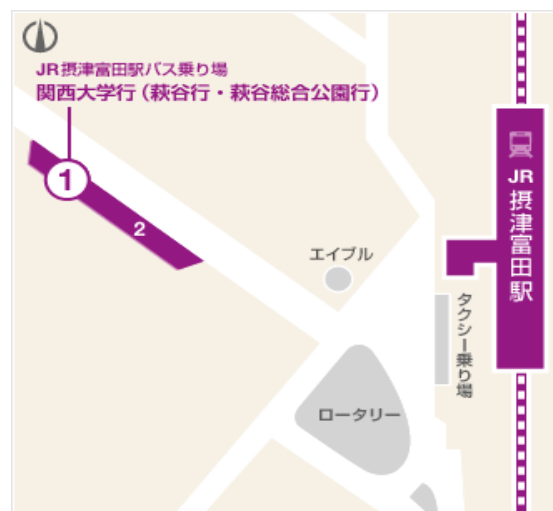 JR摂津富田駅バス乗り場
関西大学行（萩谷行・萩谷総合公園行）
1
2
エイブル
JR摂津富田駅
タクシー乗り場
ロータリー